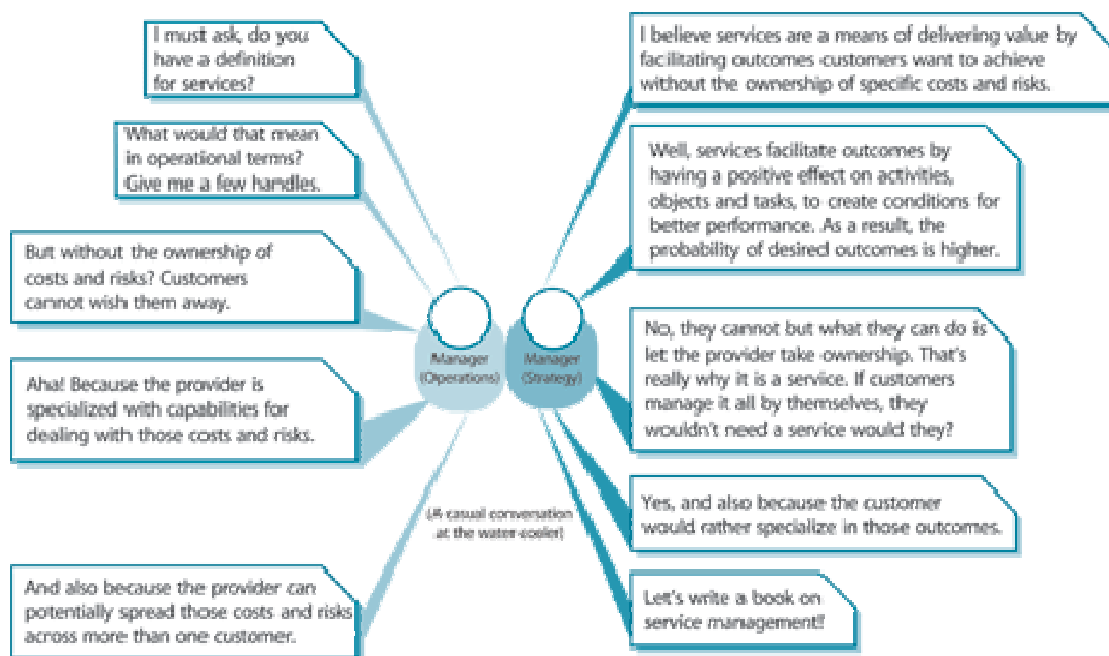 I must ask, do you
have a definition
for services?
I believe services are a means of delivering value by
facilitating outcomes customers want to achieve
without the ownership of specific costs and risks.
What would that mean
in operational terms?
Give me a few handles.
Well, services facilitate outcomes by
having a positive effect on activities,
objects and tasks, to create conditions for
better performance. As a result, the
probability of desired outcomes is higher.
But without the ownership of
costs and risks? Customers
cannot wish them away.
No, they cannot but what they can do is
let the provider take ownership. That's
really why it is a service. If customers
manage it all by themselves, they
wouldn't need a service would they?
Manager
(Operations)
Manager
(Strategy)
Aha! Because the provider is
specialized with capabilities for
dealing with those costs and risks.
Yes, and also because the customer
would rather specialize in those outcomes.
(A casual conversation
at the water-cooler)
And also because the provider can
potentially spread those costs and risks
across more than one customer.
Let's write a book on
service management!!